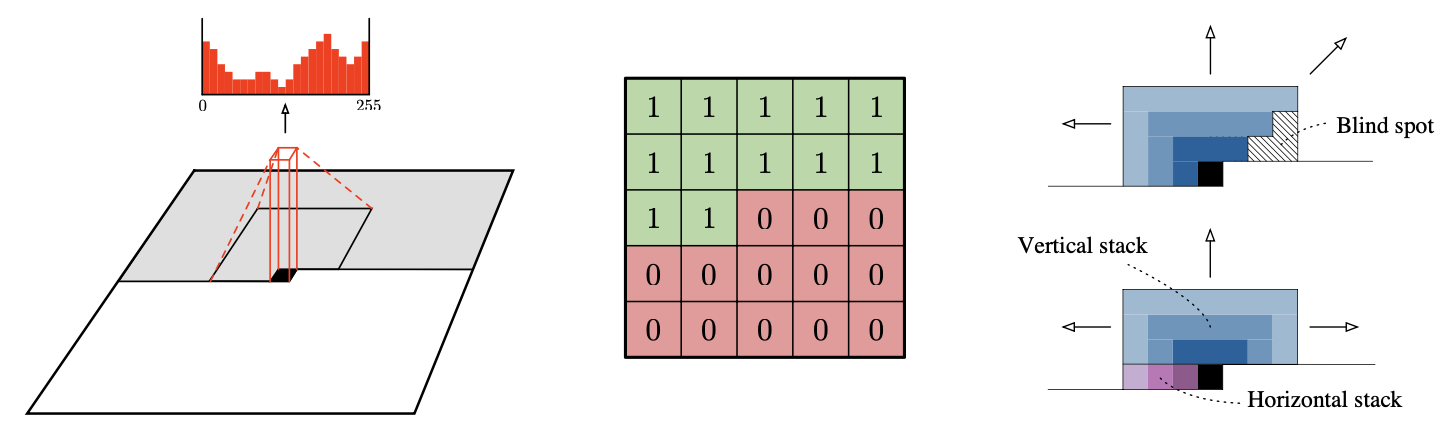 0 255
1 1 1 1 1
1 1 1 1 1
1 1 0 0 0
0 0 0 0 0
0 0 0 0 0
Blind spot
Vertical stack
Horizontal stack